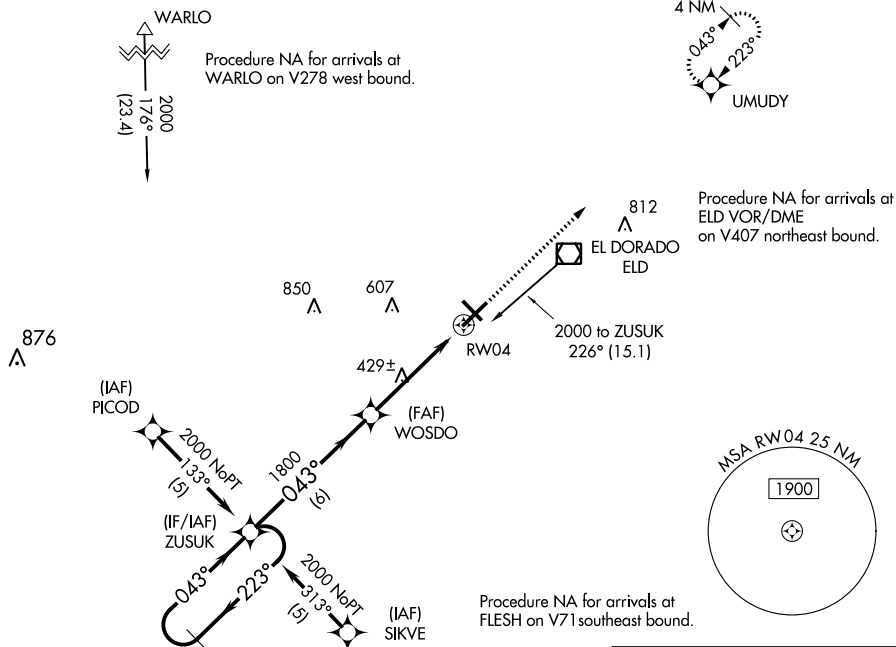 WARLO
Procedure NA for arrivals at
WARLO on V278 west bound.
2000
176°
(23.4)
4 NM
043°
223°
UMUDY
812
Procedure NA for arrivals at
ELD VOR/DME
on V407 northeast bound.
EL DORADO
ELD
850
607
2000 to ZUSUK
226° (15.1)
RW04
876
429±
(IAF)
PICOD
(FAF)
WOSDO
2000 NoPT
133°
(5)
1800
043°
(6)
MSA RW04 25 NM
1900
(IF/IAF)
ZUSUK
043°
223°
2000 NoPT
313°
(5)
(IAF)
SIKVE
Procedure NA for arrivals at
FLESH on V71southeast bound.